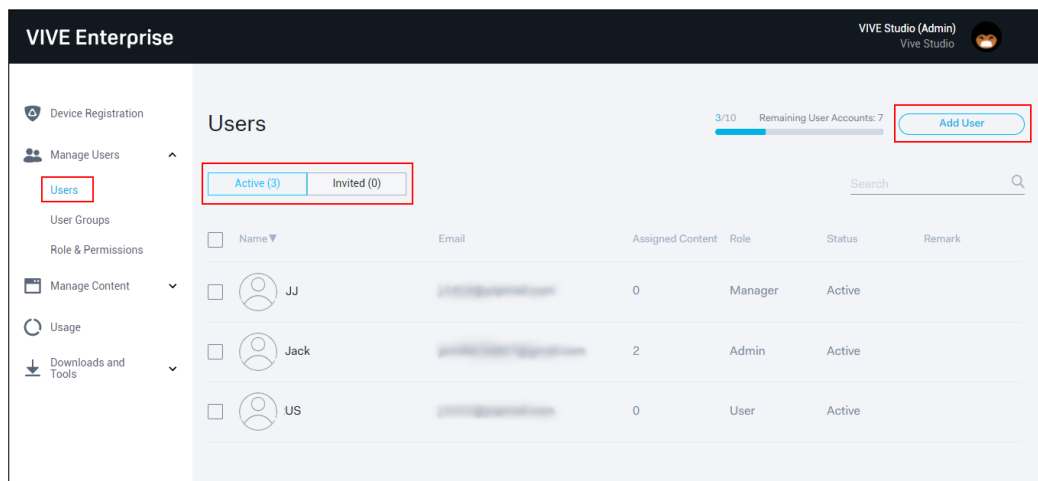 VIVE Enterprise
VIVE Studio (Admin)
Vive Studio
Device Registration
Manage Users
Users
User Groups
Role & Permissions
Manage Content
Usage
Downloads and
Tools
Users
3/10 Remaining User Accounts: 7
Add User
Active (3) Invited (0)
Search
Name▼ Email Assigned Content Role Status Remark
JJ 0 Manager Active
Jack 2 Admin Active
US 0 User Active